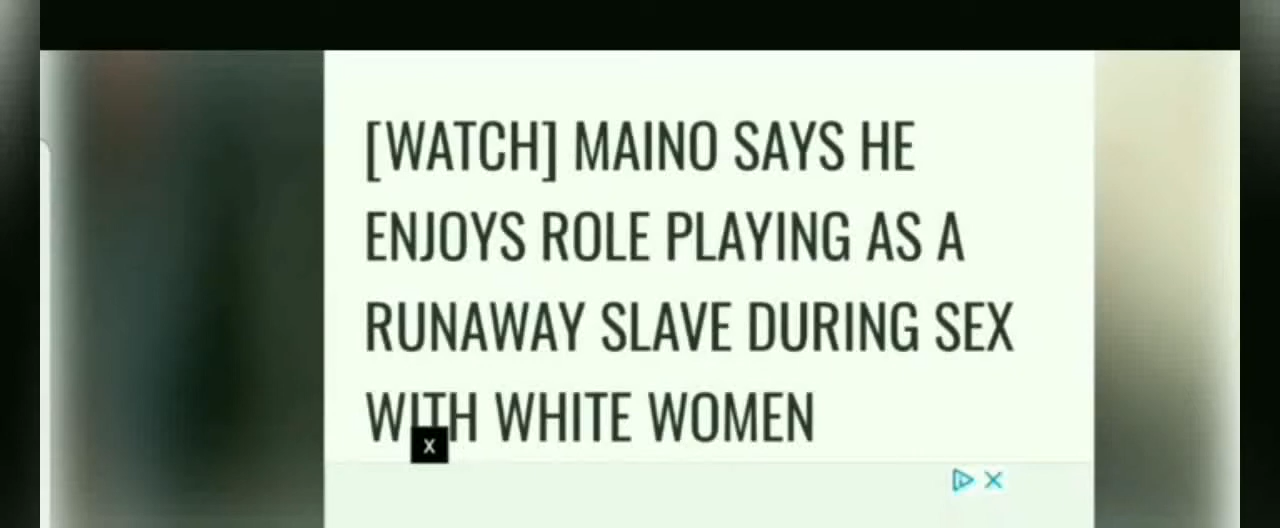 [WATCH] MAINO SAYS HE
ENJOYS ROLE PLAYING AS A
RUNAWAY SLAVE DURING SEX
WITH WHITE WOMEN
X